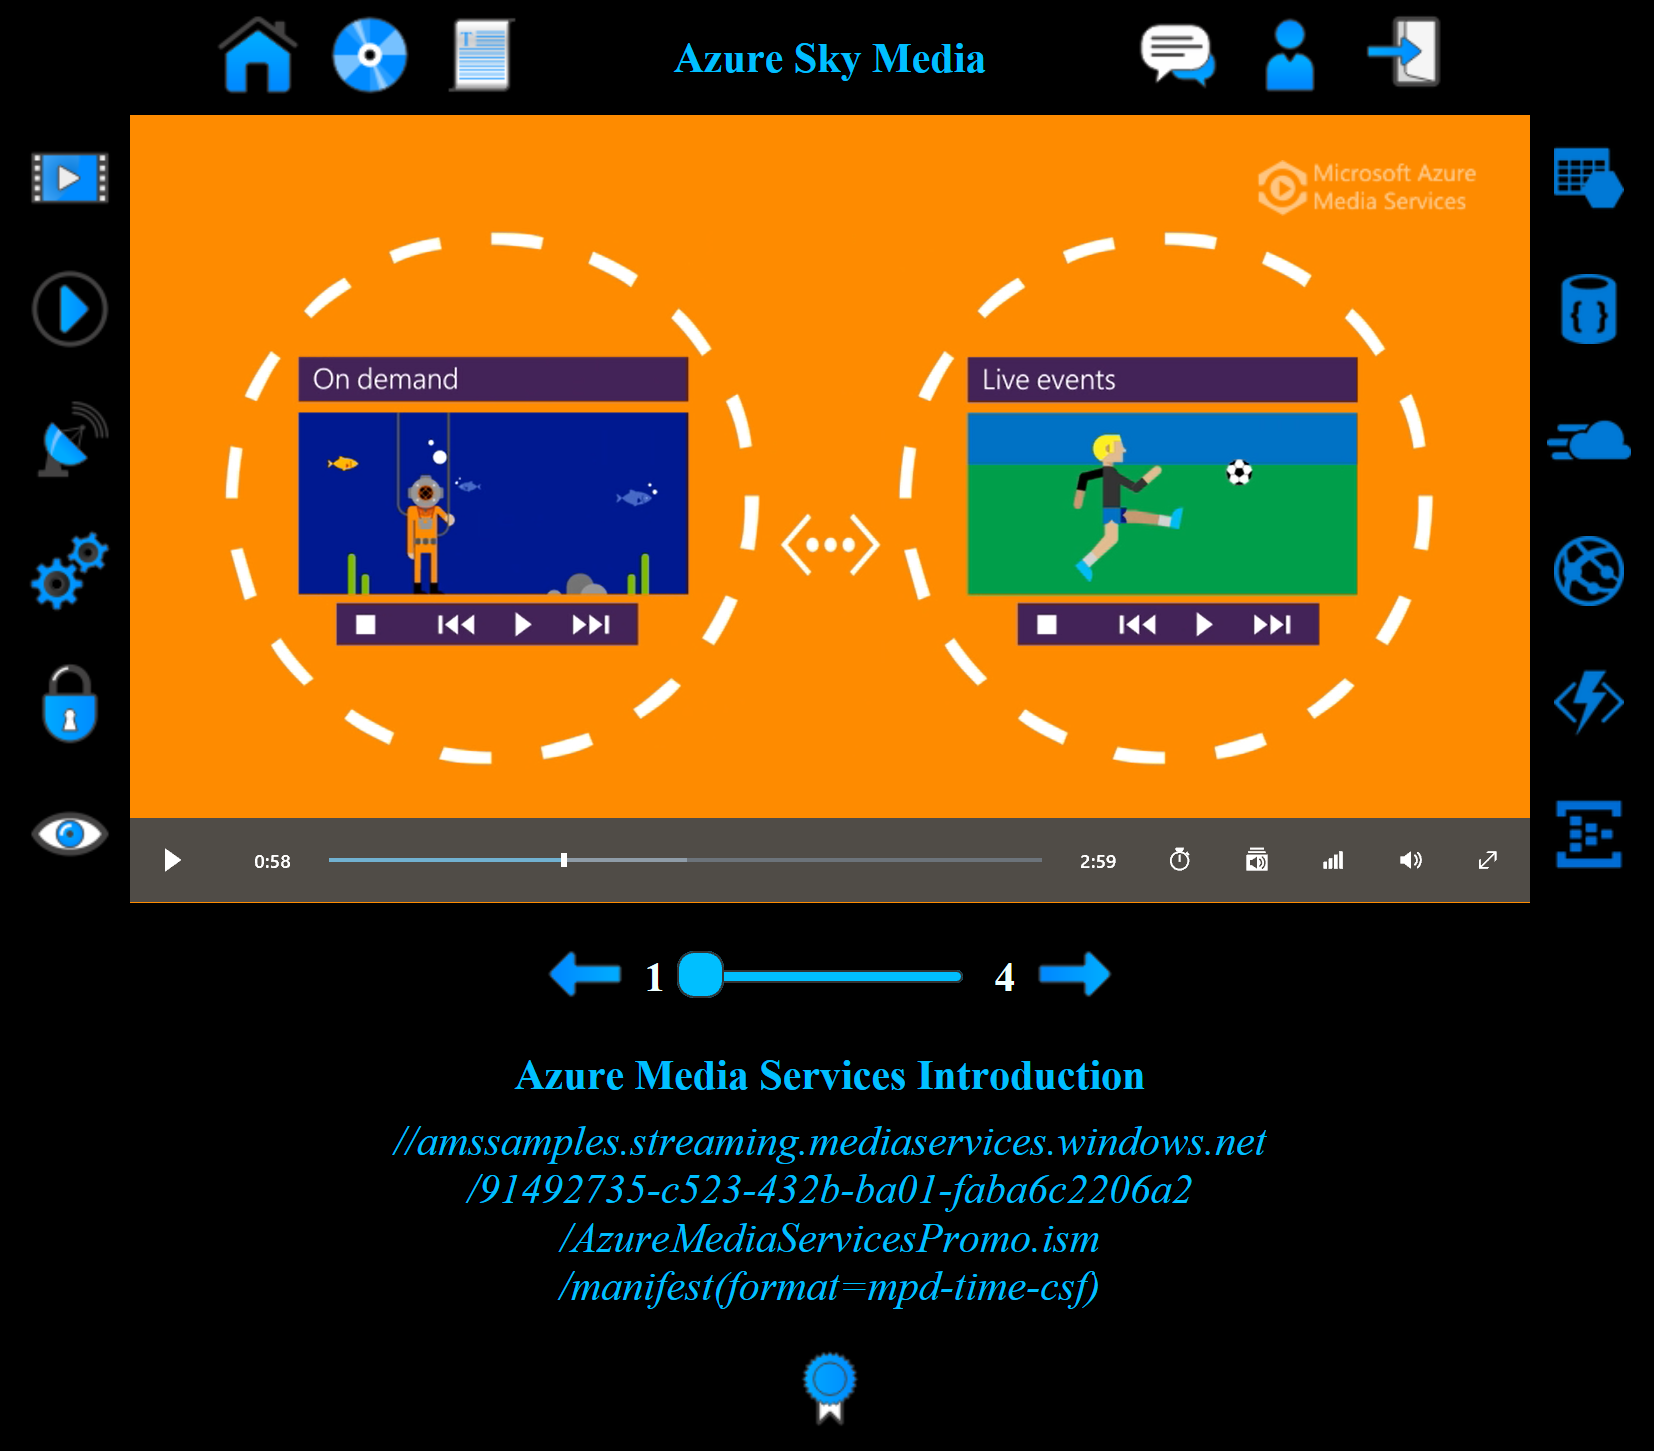 Azure Sky Media
Microsoft Azure
Media Services
On demand
Live events
0:58
2:59
1
4
Azure Media Services Introduction
//amssamples.streaming.mediaservices.windows.net
/91492735-c523-432b-ba01-faba6c2206a2
/AzureMediaServicesPromo.ism
/manifest(format=mpd-time-csf)